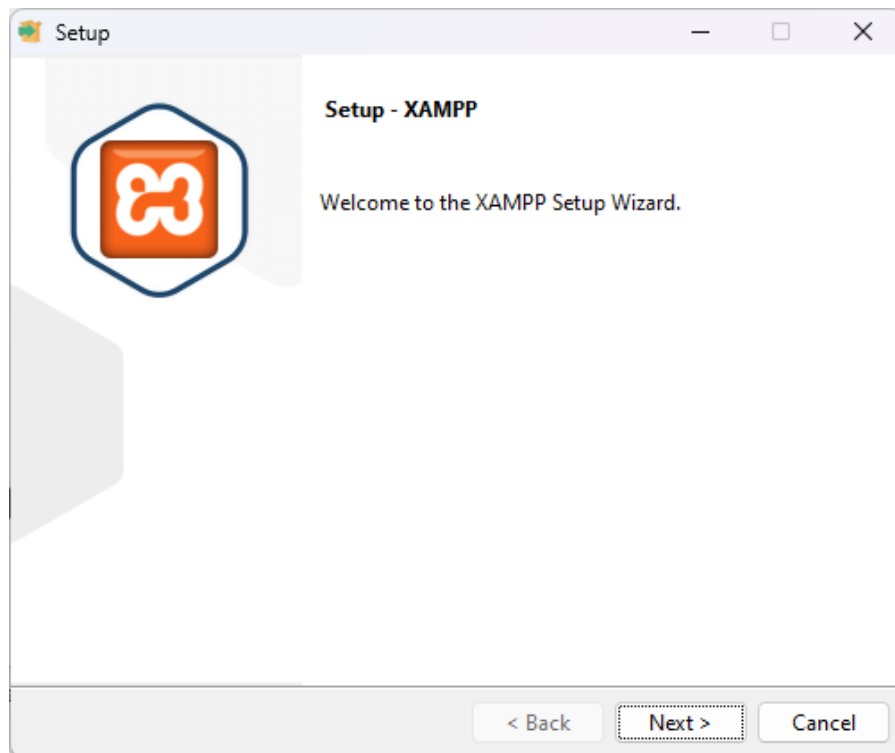 Setup
Setup - XAMPP
Welcome to the XAMPP Setup Wizard.
< Back
Next >
Cancel